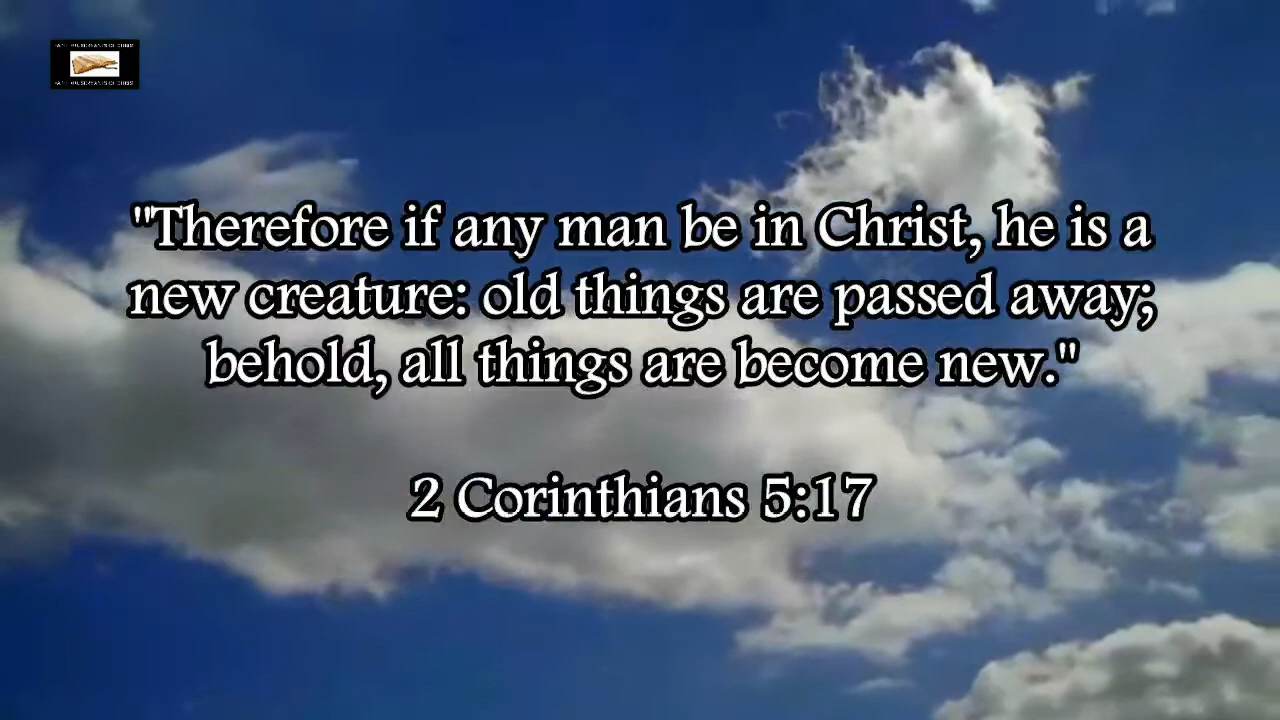 "Therefore if any man be in Christ, he is a
new creature: old things are passed away;
behold, all things are become new."
2 Corinthians 5:17